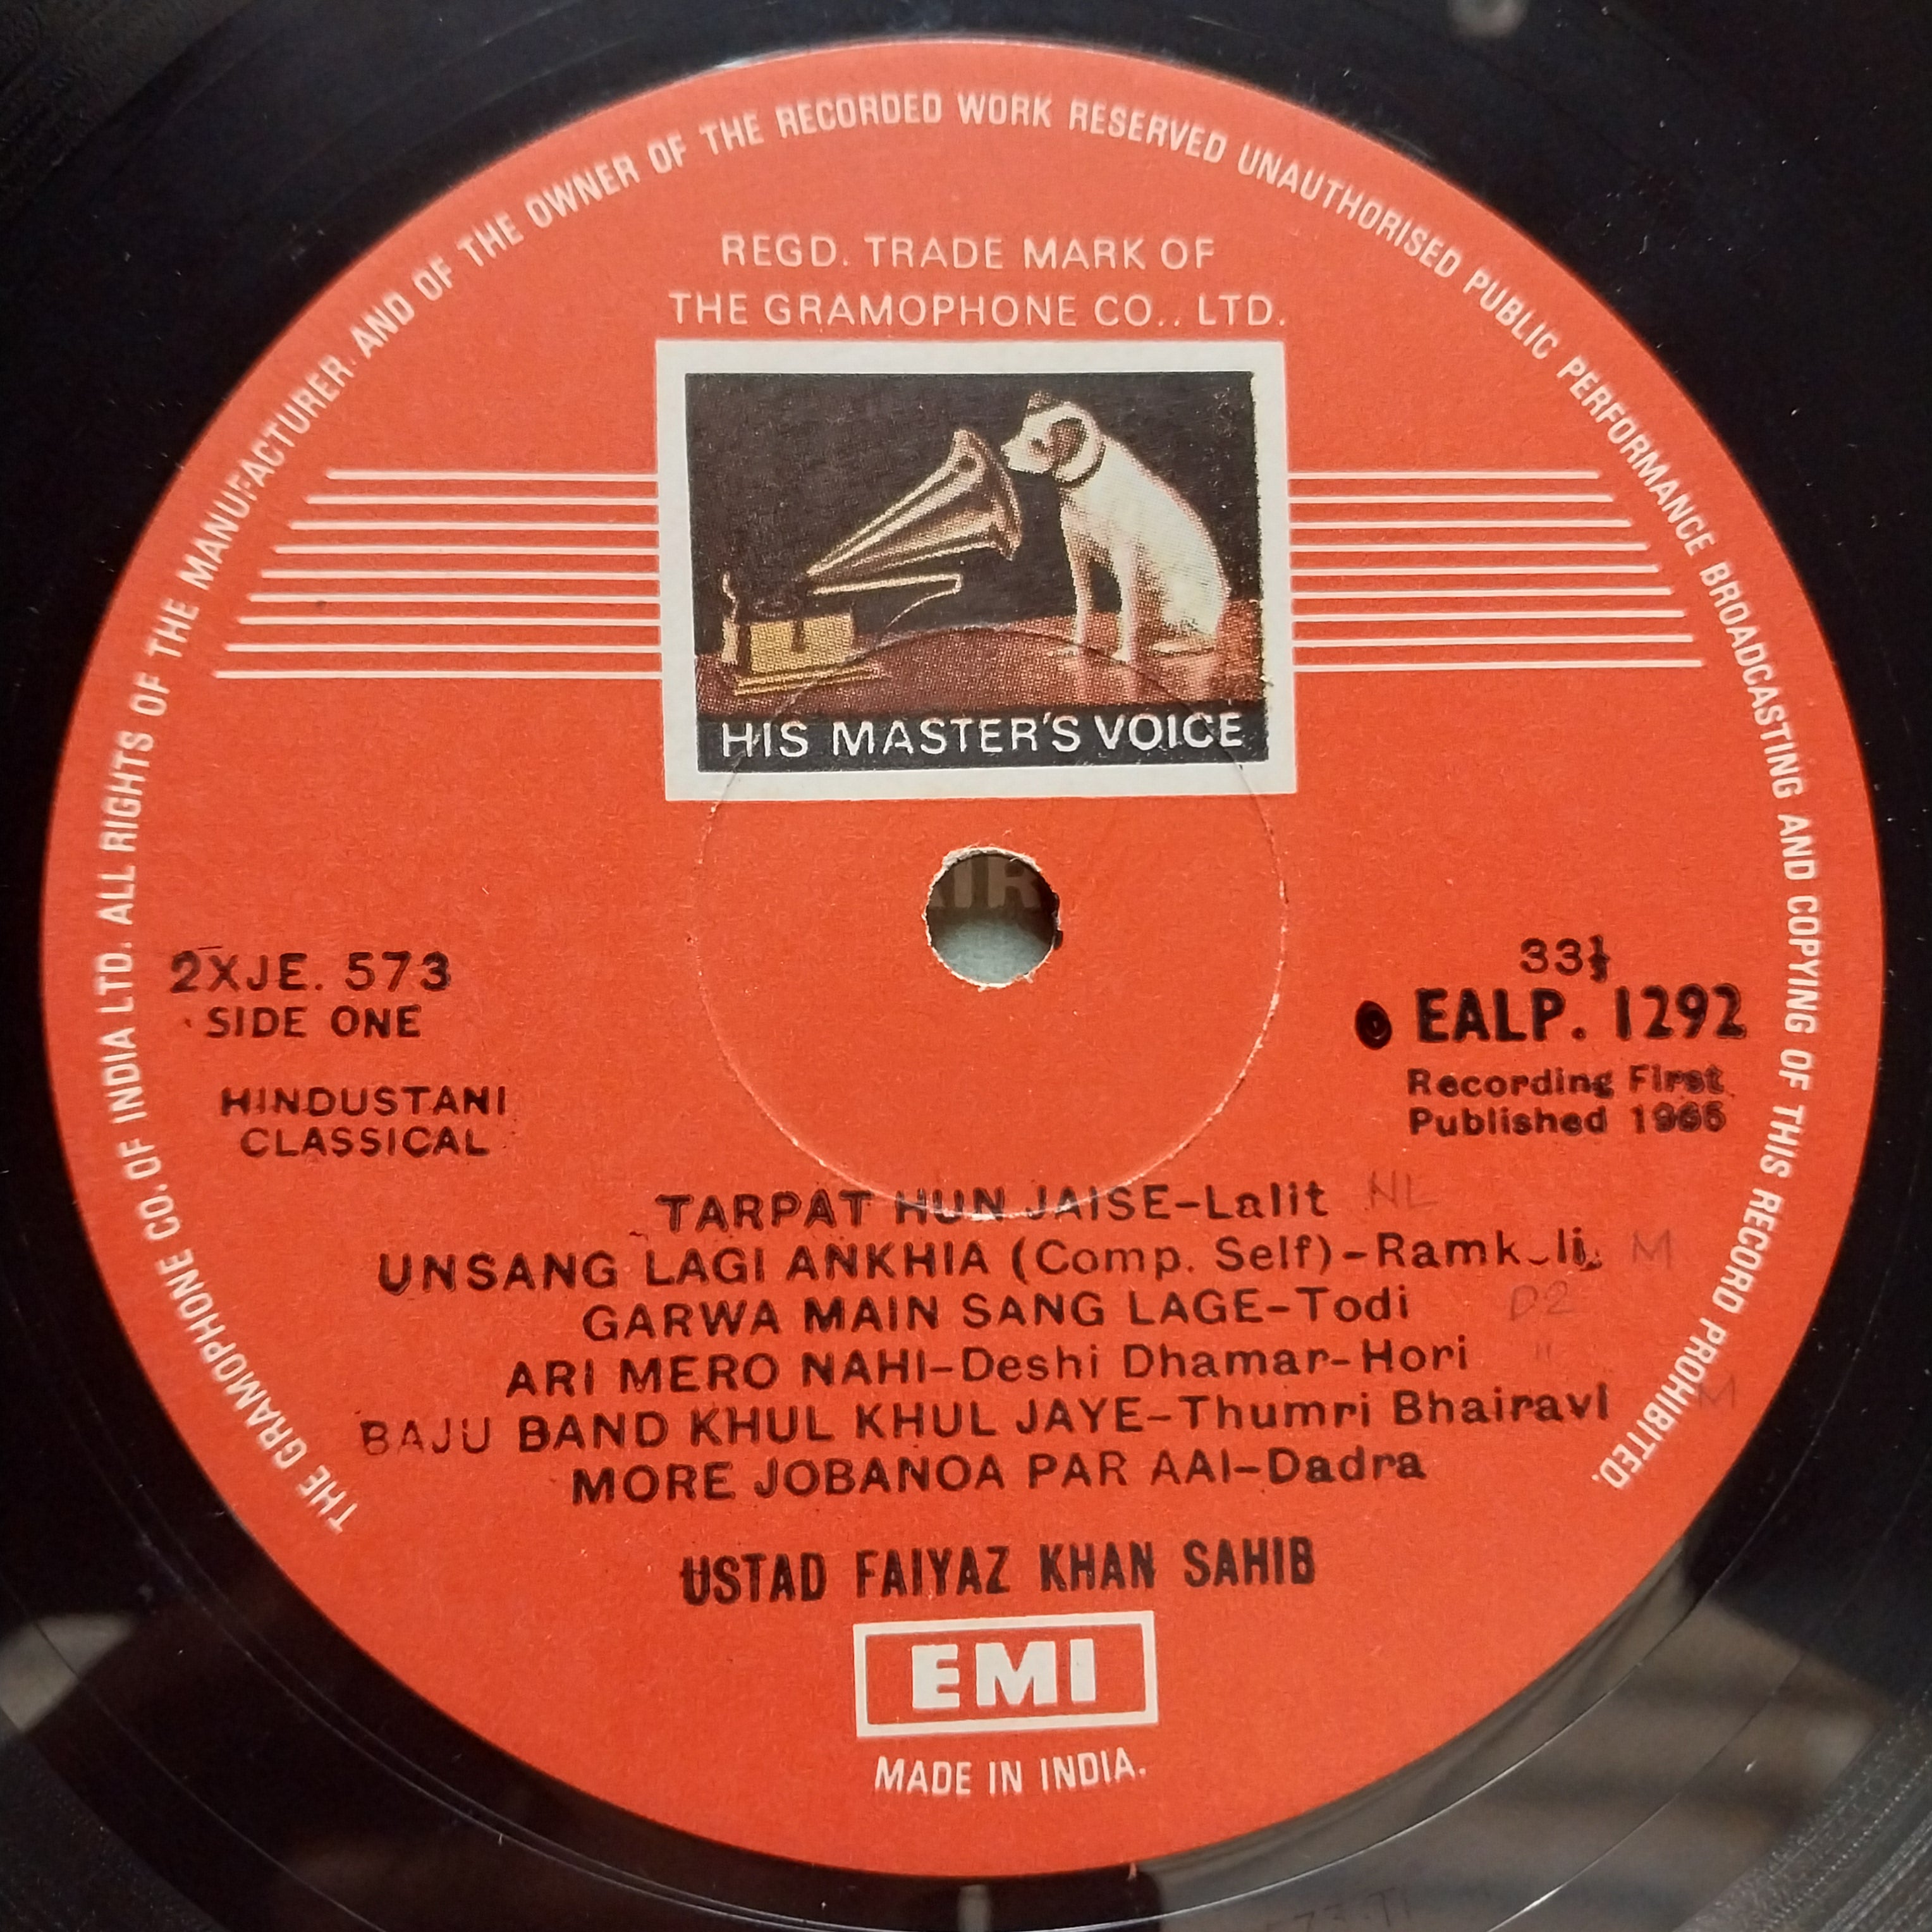 THE GRAMOPHONE CO. OF INDIA LTD. ALL RIGHTS OF THE MANUFACTURER. AND OF THE OWNER OF THE RECORDED WORK RESERVED UNAUTHORISED PUBLIC PERFORMANCE BROADCASTING AND COPYING OF THIS RECORD PROHIBITED.
REGD. TRADE MARK OF
THE GRAMOPHONE CO., LTD.
HIS MASTER'S VOICE
2XJE. 573
SIDE ONE
HINDUSTANI
CLASSICAL
33⅓
EALP. 1292
Recording First
Published 1965
TARPAT HUN JAISE-Lalit NL
UNSANG LAGI ANKHIA (Comp. Self)-Ramkali M
GARWA MAIN SANG LAGE-Todi D2
ARI MERO NAHI-Deshi Dhamar-Hori "
BAJU BAND KHUL KHUL JAYE-Thumri Bhairavi M
MORE JOBANOA PAR AAI-Dadra
USTAD FAIYAZ KHAN SAHIB
EMI
MADE IN INDIA.